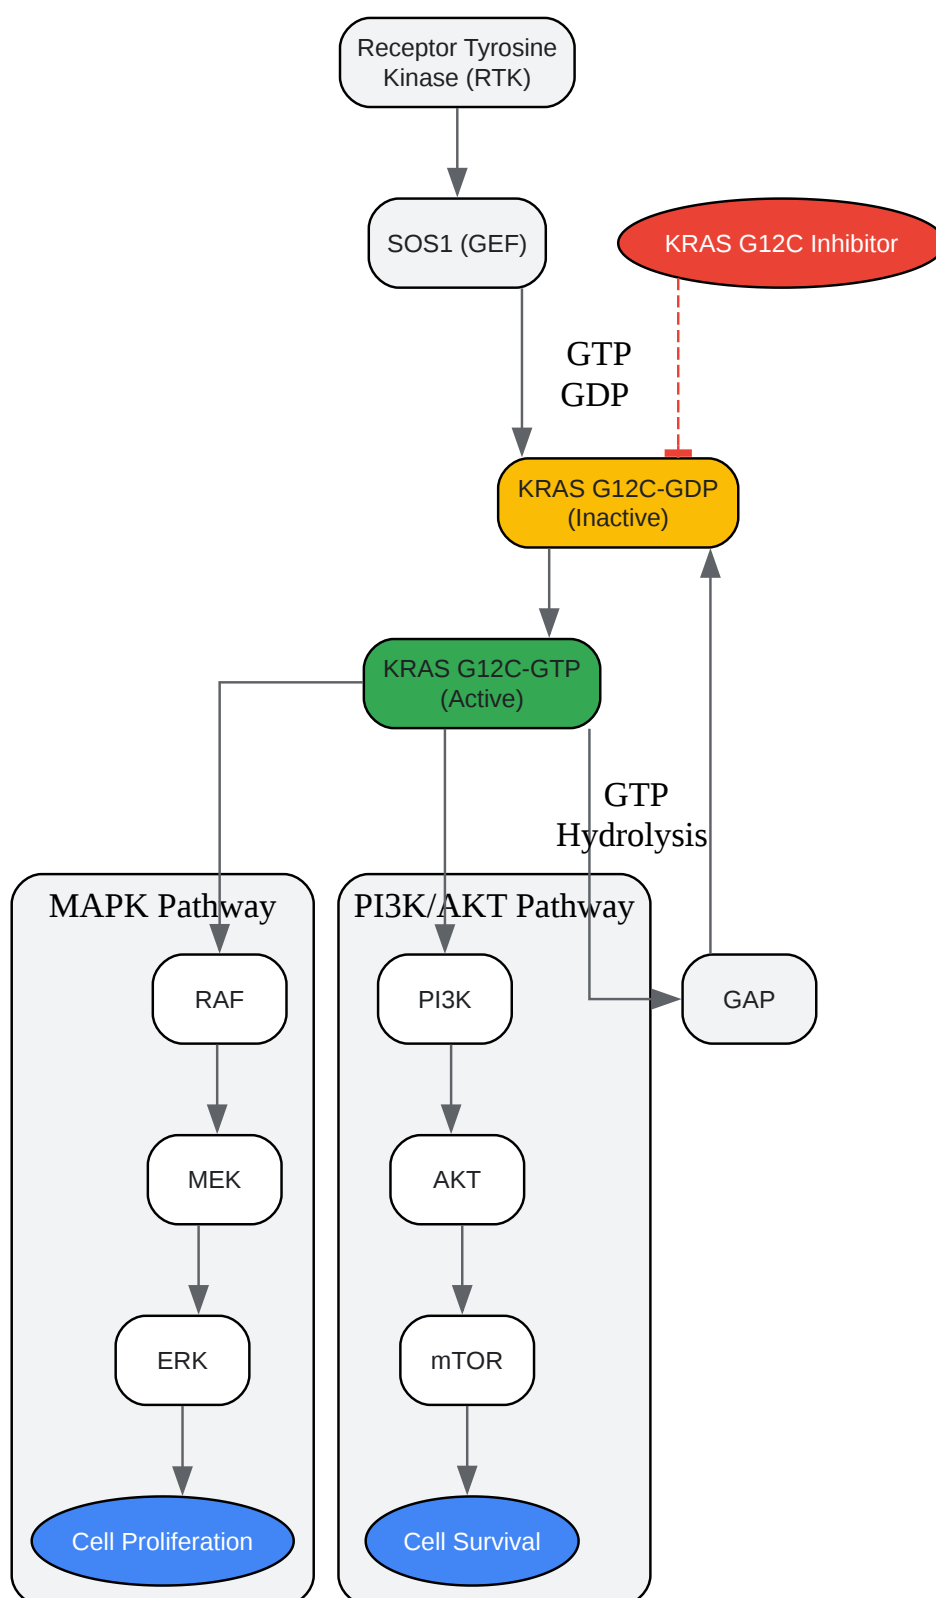 Receptor Tyrosine
Kinase (RTK)
SOS1 (GEF)
KRAS G12C Inhibitor
GTP
GDP
KRAS G12C-GDP
(Inactive)
KRAS G12C-GTP
(Active)
GTP
Hydrolysis
MAPK Pathway
PI3K/AKT Pathway
RAF
PI3K
GAP
MEK
AKT
ERK
mTOR
Cell Proliferation
Cell Survival